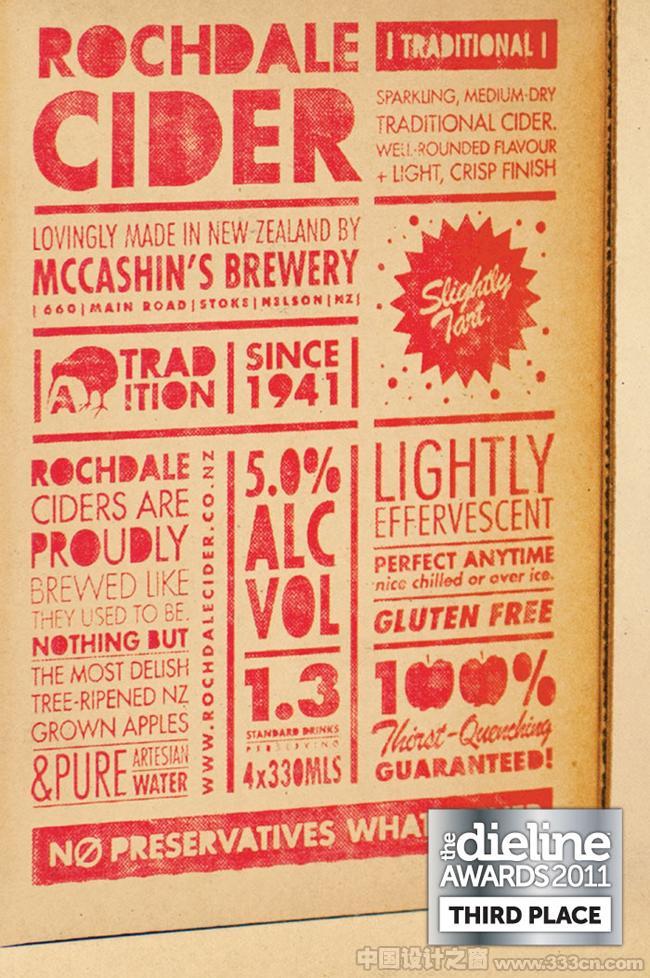 ROCHDALE
CIDER
| TRADITIONAL |
SPARKLING, MEDIUM-DRY
TRADITIONAL CIDER.
WELL-ROUNDED FLAVOUR
+ LIGHT, CRISP FINISH
LOVINGLY MADE IN NEW-ZEALAND BY
MCCASHIN'S BREWERY
| 660 | MAIN ROAD | STOKE | NELSON | NZ |
Slightly
Tart.
A TRAD
ITION
SINCE
1941
ROCHDALE
CIDERS ARE
PROUDLY
BREWED LIKE
THEY USED TO BE.
NOTHING BUT
THE MOST DELISH
TREE-RIPENED NZ
GROWN APPLES
&PURE ARTESIAN
WATER
WWW.ROCHDALECIDER.CO.NZ
5.0%
ALC
VOL
1.3
STANDARD DRINKS
4x330MLS
LIGHTLY
EFFERVESCENT
PERFECT ANYTIME
nice chilled or over ice.
GLUTEN FREE
100%
Thirst-Quenching
GUARANTEED!
NØ PRESERVATIVES WHAT
the dieline
AWARDS 2011
THIRD PLACE
中国设计之窗 www.333cn.com